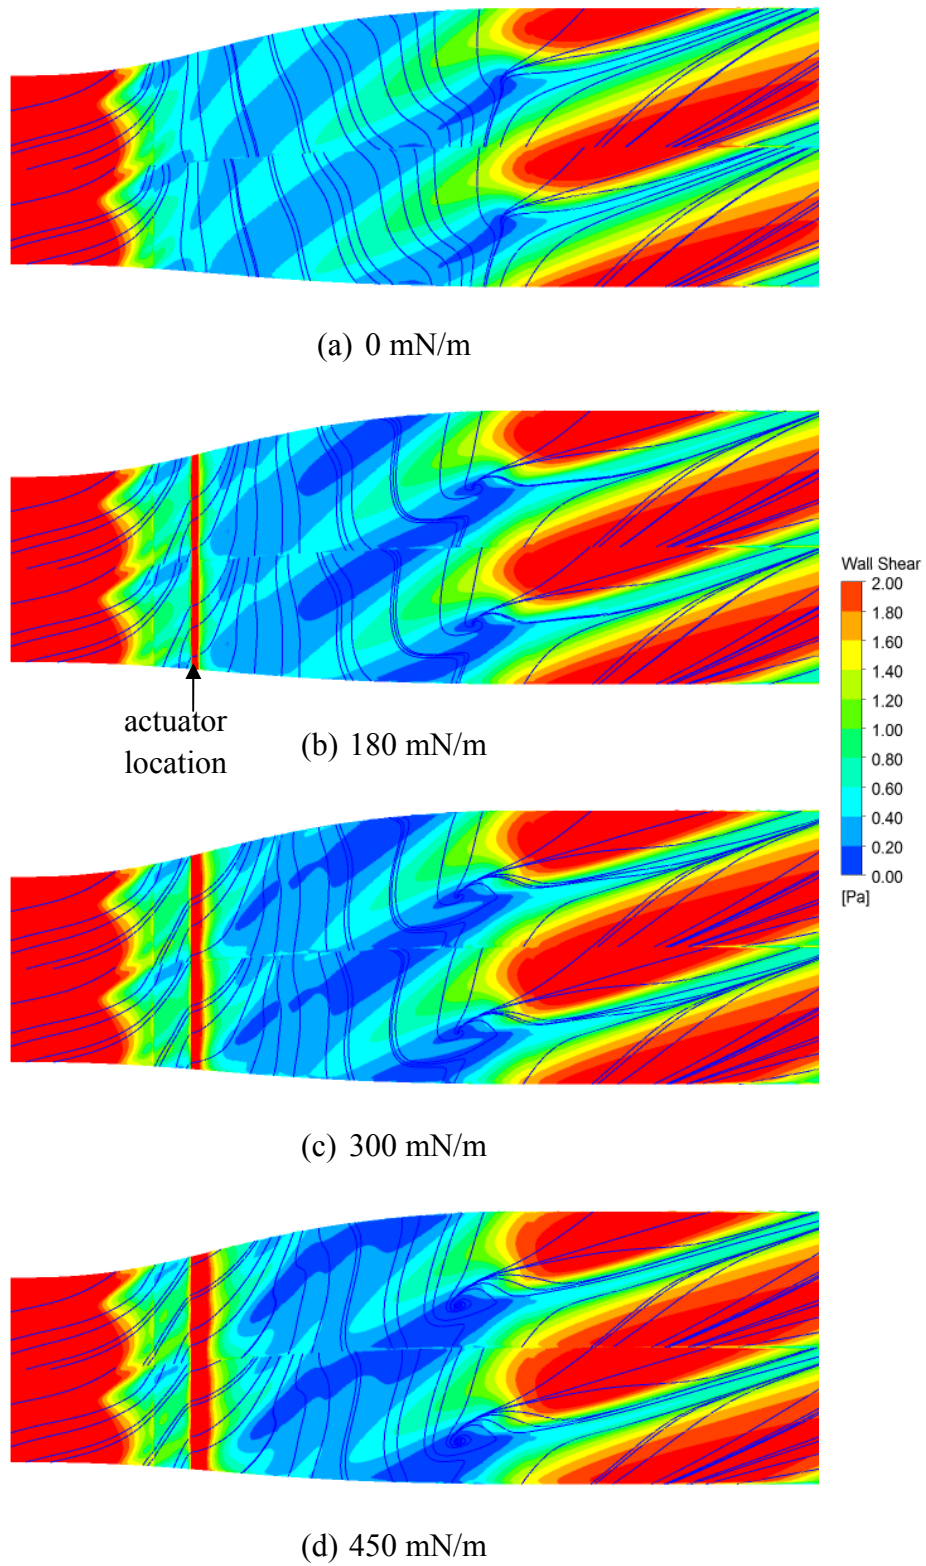 (a) 0 mN/m
actuator
location
(b) 180 mN/m
Wall Shear
2.00
1.80
1.60
1.40
1.20
1.00
0.80
0.60
0.40
0.20
0.00
[Pa]
(c) 300 mN/m
(d) 450 mN/m